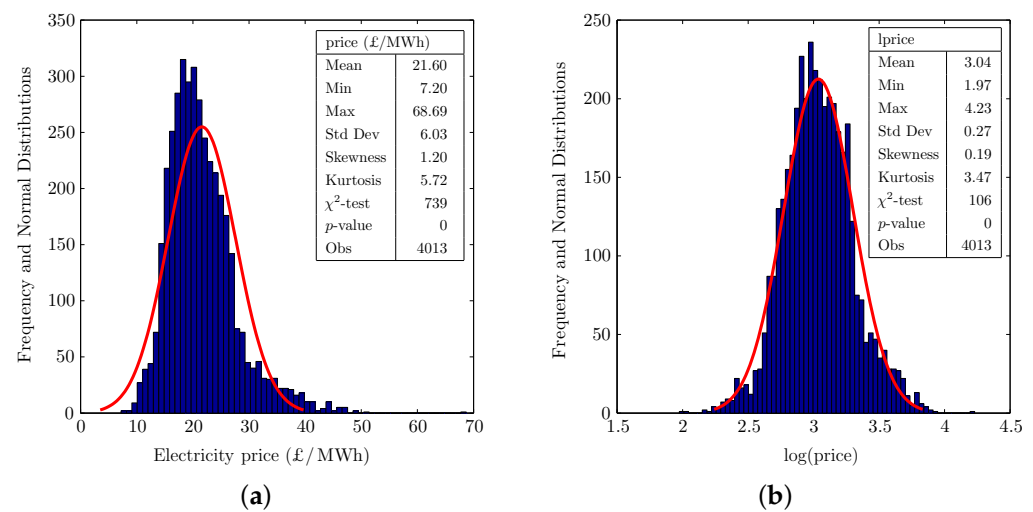 350
300
250
200
150
100
50
0
Frequency and Normal Distributions
price (£/MWh)
Mean 21.60
Min 7.20
Max 68.69
Std Dev 6.03
Skewness 1.20
Kurtosis 5.72
χ²-test 739
p-value 0
Obs 4013
0 10 20 30 40 50 60 70
Electricity price (£/MWh)
(a)
250
200
150
100
50
0
Frequency and Normal Distributions
lprice
Mean 3.04
Min 1.97
Max 4.23
Std Dev 0.27
Skewness 0.19
Kurtosis 3.47
χ²-test 106
p-value 0
Obs 4013
1.5 2 2.5 3 3.5 4 4.5
log(price)
(b)